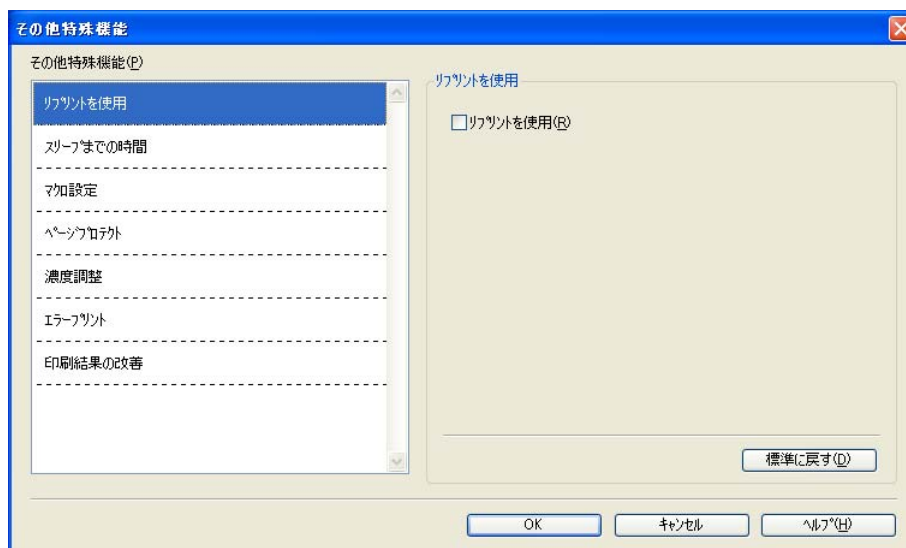 その他特殊機能
その他特殊機能(P)
リプリントを使用
スリープまでの時間
マクロ設定
ページプロテクト
濃度調整
エラープリント
印刷結果の改善
リプリントを使用
リプリントを使用(R)
標準に戻す(D)
OK
キャンセル
ヘルプ(H)